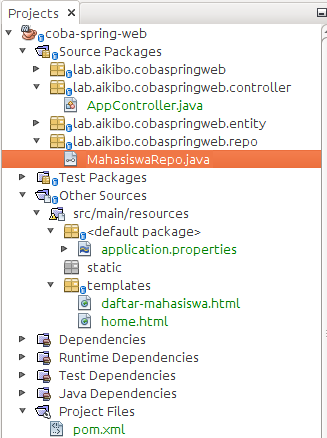 Projects
coba-spring-web
Source Packages
lab.aikibo.cobaspringweb
lab.aikibo.cobaspringweb.controller
AppController.java
lab.aikibo.cobaspringweb.entity
lab.aikibo.cobaspringweb.repo
MahasiswaRepo.java
Test Packages
Other Sources
src/main/resources
<default package>
application.properties
static
templates
daftar-mahasiswa.html
home.html
Dependencies
Runtime Dependencies
Test Dependencies
Java Dependencies
Project Files
pom.xml